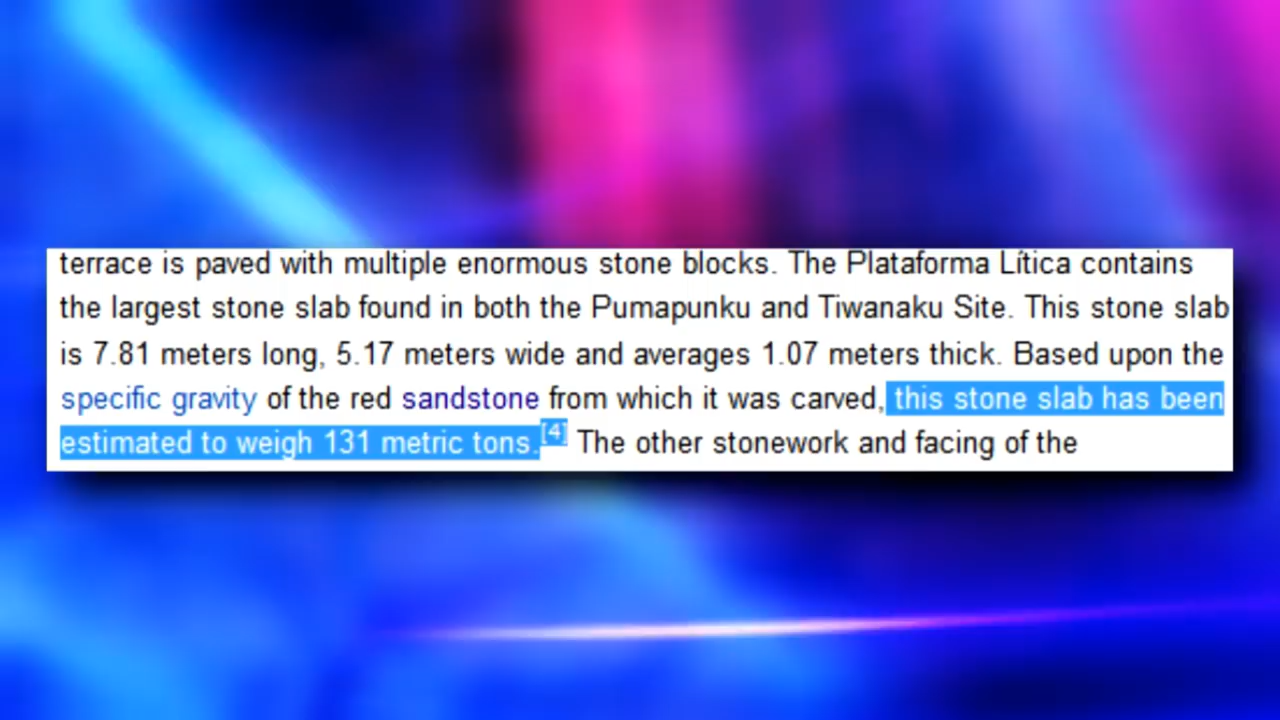 terrace is paved with multiple enormous stone blocks. The Plataforma Lítica contains
the largest stone slab found in both the Pumapunku and Tiwanaku Site. This stone slab
is 7.81 meters long, 5.17 meters wide and averages 1.07 meters thick. Based upon the
specific gravity of the red sandstone from which it was carved, this stone slab has been
estimated to weigh 131 metric tons.[4] The other stonework and facing of the